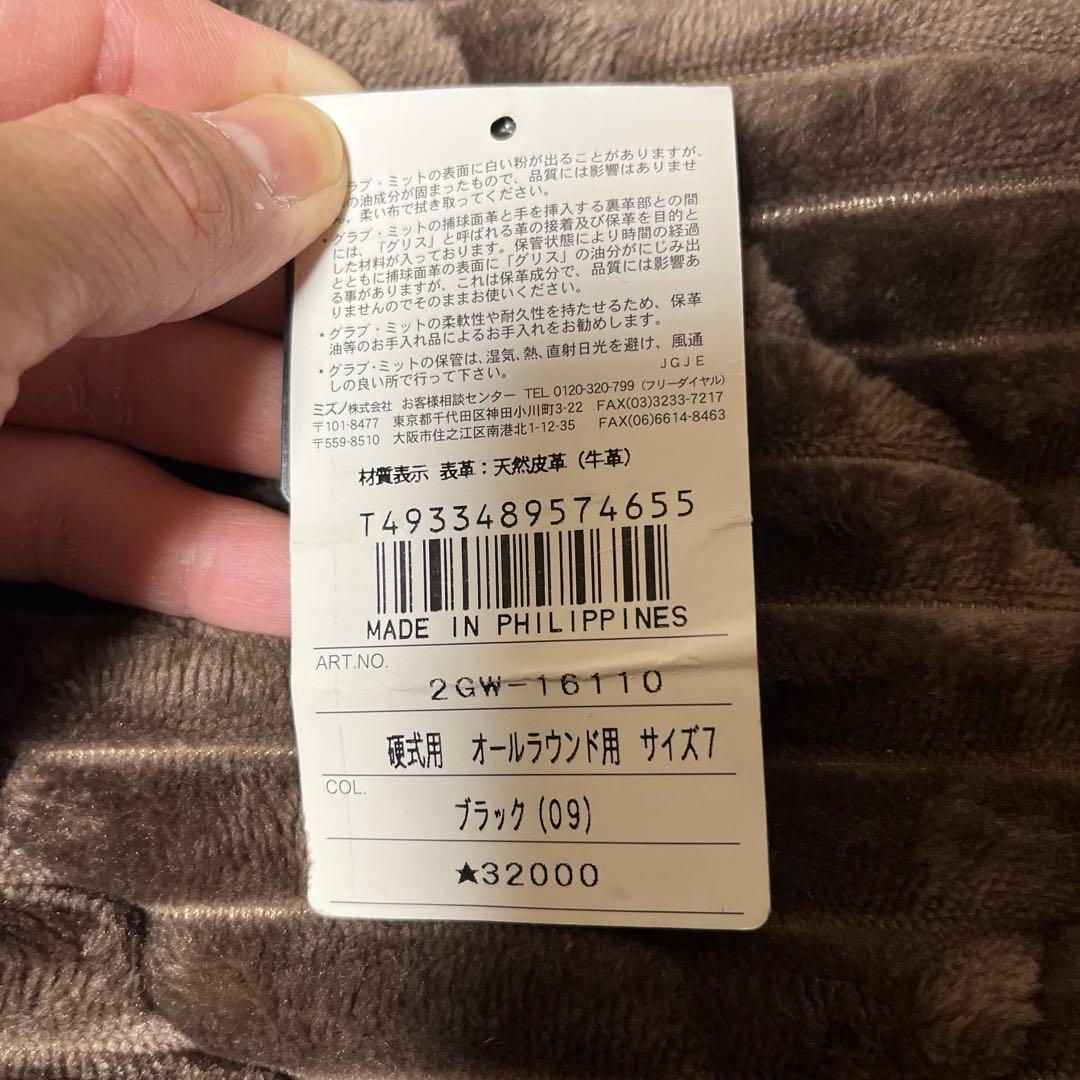 グラブ・ミットの表面に白い粉が出ることがありますが、
の油成分が固まったもので、品質には影響はありませ
ん。柔い布で拭き取ってください。
・グラブ・ミットの捕球面革と手を挿入する裏革部との間
には、「グリス」と呼ばれる革の接着及び保革を目的と
した材料が入っております。保管状態により時間の経過
とともに捕球面革の表面に「グリス」の油分がにじみ出
る事がありますが、これは保革成分で、品質には影響あ
りませんのでそのままお使いください。
・グラブ・ミットの柔軟性や耐久性を持たせるため、保革
油等のお手入れ品によるお手入れをお勧めします。
・グラブ・ミットの保管は、湿気、熱、直射日光を避け、風通
しの良い所で行って下さい。 JGJE
ミズノ株式会社 お客様相談センター TEL 0120-320-799 (フリーダイヤル)
〒101-8477 東京都千代田区神田小川町3-22 FAX(03)3233-7217
〒559-8510 大阪市住之江区南港北1-12-35 FAX(06)6614-8463
材質表示 表革：天然皮革（牛革）
T4933489574655
MADE IN PHILIPPINES
ART.NO.
2GW-16110
硬式用 オールラウンド用 サイズ7
COL.
ブラック(09)
★32000